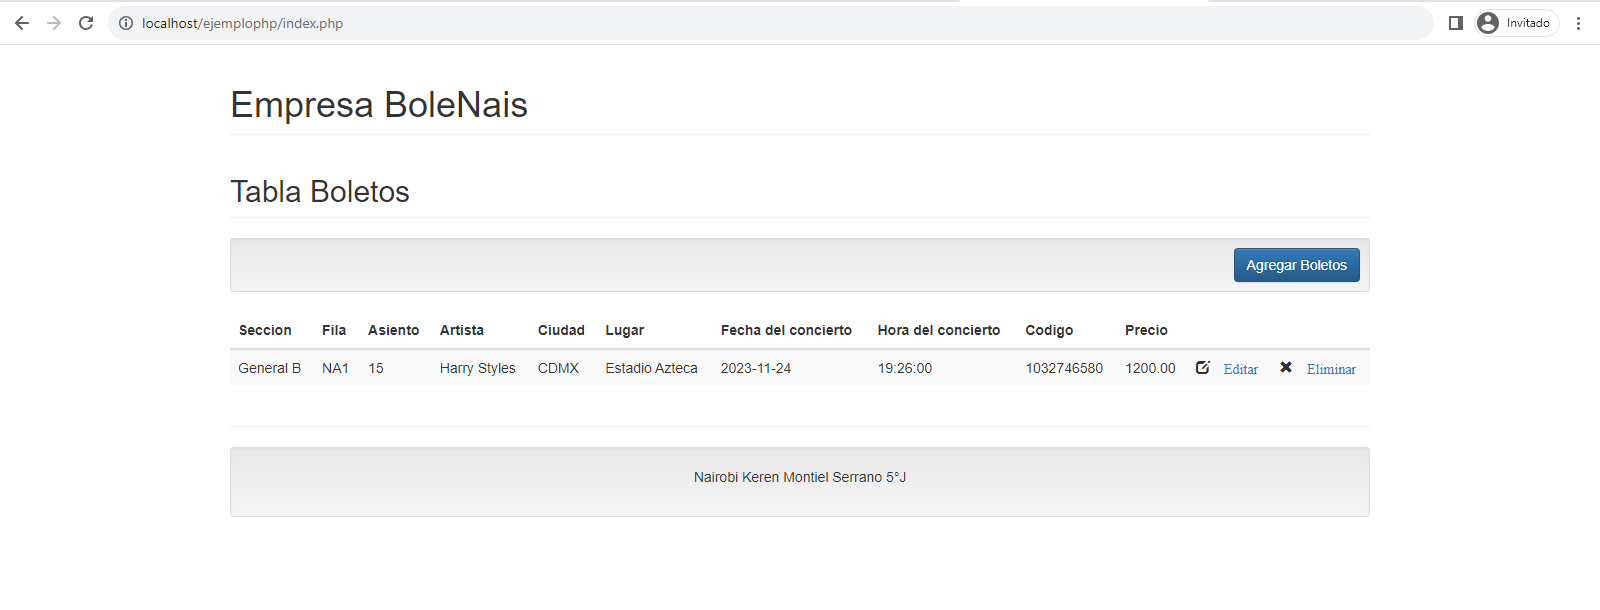 localhost/ejemplophp/index.php
Invitado
Empresa BoleNais
Tabla Boletos
Agregar Boletos
Seccion Fila Asiento Artista Ciudad Lugar Fecha del concierto Hora del concierto Codigo Precio
General B NA1 15 Harry Styles CDMX Estadio Azteca 2023-11-24 19:26:00 1032746580 1200.00 Editar Eliminar
Nairobi Keren Montiel Serrano 5°J